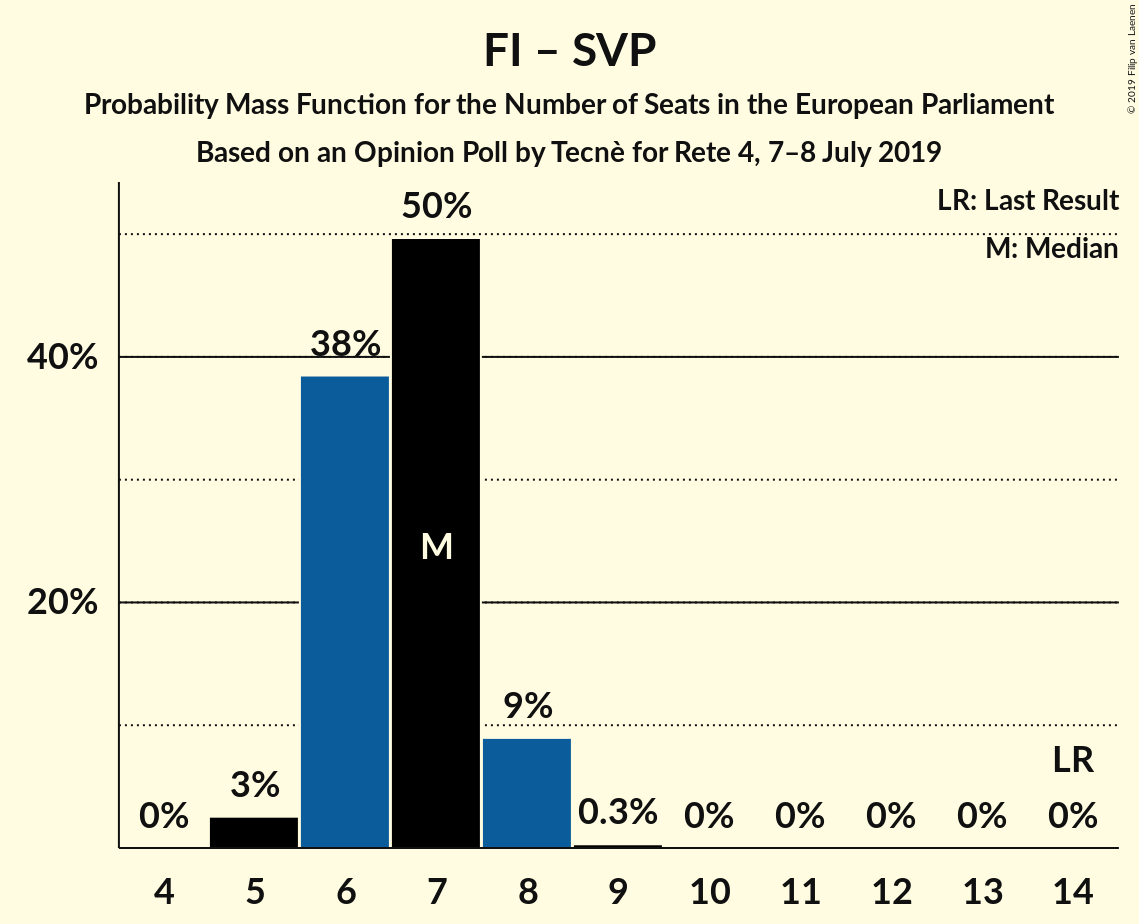 FI – SVP
Probability Mass Function for the Number of Seats in the European Parliament
Based on an Opinion Poll by Tecnè for Rete 4, 7–8 July 2019
© 2019 Filip van Laenen
LR: Last Result
M: Median
50%
38%
40%
M
20%
9%
LR
3%
0%
0.3%
0%
0%
0%
0%
0%
4 5 6 7 8 9 10 11 12 13 14